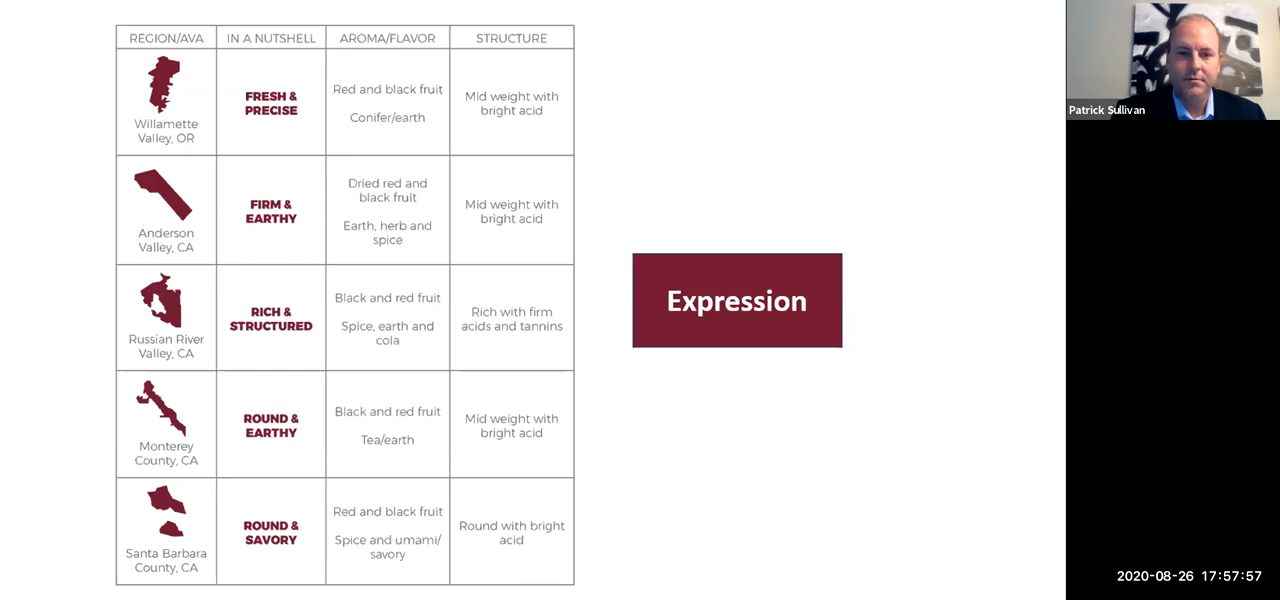 REGION/AVA
IN A NUTSHELL
AROMA/FLAVOR
STRUCTURE
Willamette
Valley, OR
FRESH &
PRECISE
Red and black fruit
Conifer/earth
Mid weight with
bright acid
Anderson
Valley, CA
FIRM &
EARTHY
Dried red and
black fruit
Earth, herb and
spice
Mid weight with
bright acid
Russian River
Valley, CA
RICH &
STRUCTURED
Black and red fruit
Spice, earth and
cola
Rich with firm
acids and tannins
Monterey
County, CA
ROUND &
EARTHY
Black and red fruit
Tea/earth
Mid weight with
bright acid
Santa Barbara
County, CA
ROUND &
SAVORY
Red and black fruit
Spice and umami/
savory
Round with bright
acid
Expression
Patrick Sullivan
2020-08-26 17:57:57